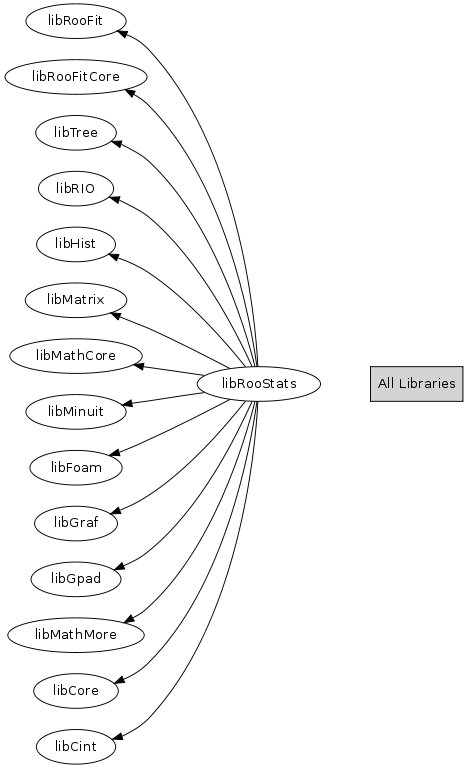 libRooFit
libRooFitCore
libTree
libRIO
libHist
libMatrix
libMathCore
libRooStats
All Libraries
libMinuit
libFoam
libGraf
libGpad
libMathMore
libCore
libCint